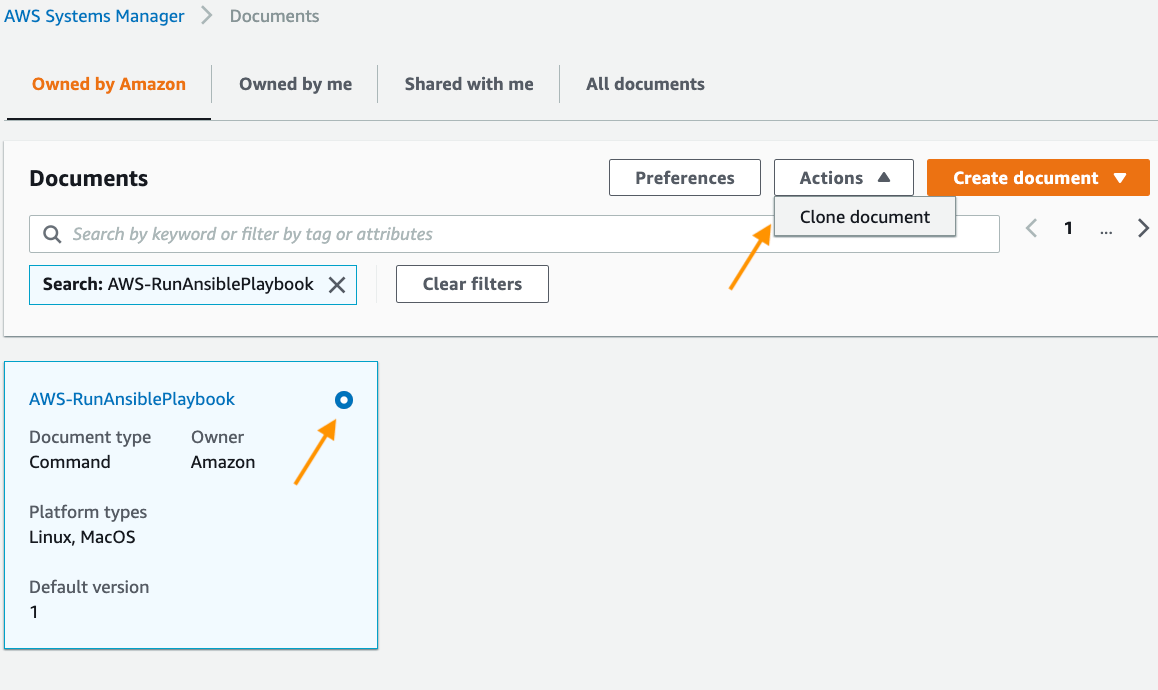 AWS Systems Manager > Documents
Owned by Amazon
Owned by me
Shared with me
All documents
Documents
Preferences
Actions
Create document
Clone document
Search by keyword or filter by tag or attributes
1
...
Search: AWS-RunAnsiblePlaybook
Clear filters
AWS-RunAnsiblePlaybook
Document type
Command
Owner
Amazon
Platform types
Linux, MacOS
Default version
1